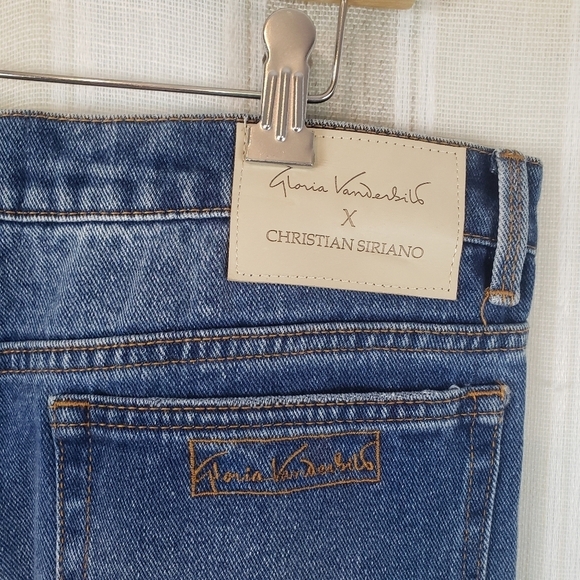 Gloria Vanderbilt
X
CHRISTIAN SIRIANO
Gloria Vanderbilt